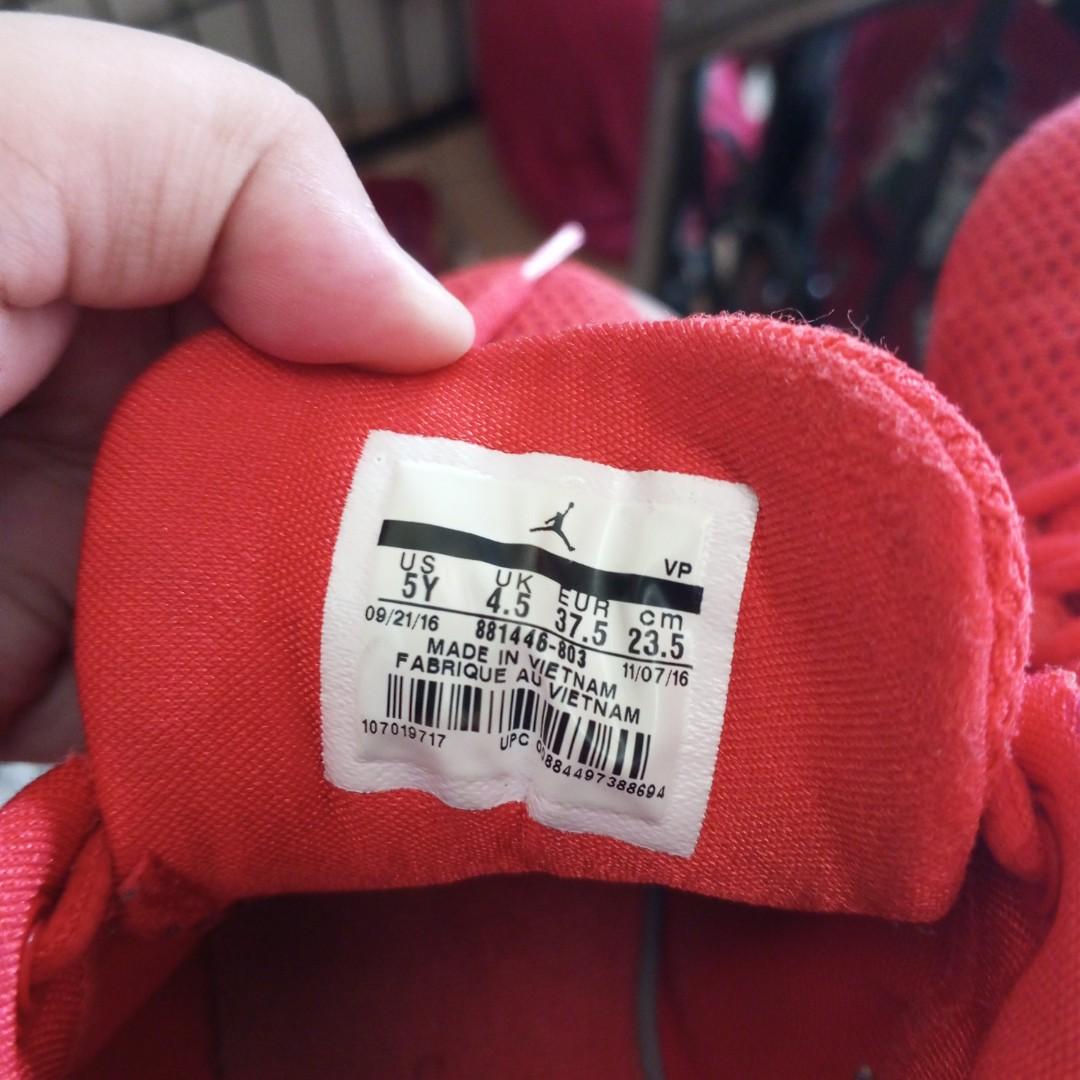 VP
US UK EUR cm
5Y 4.5 37.5 23.5
09/21/16 881446-803 11/07/16
MADE IN VIETNAM
FABRIQUE AU VIETNAM
107019717 UPC 00884497388694